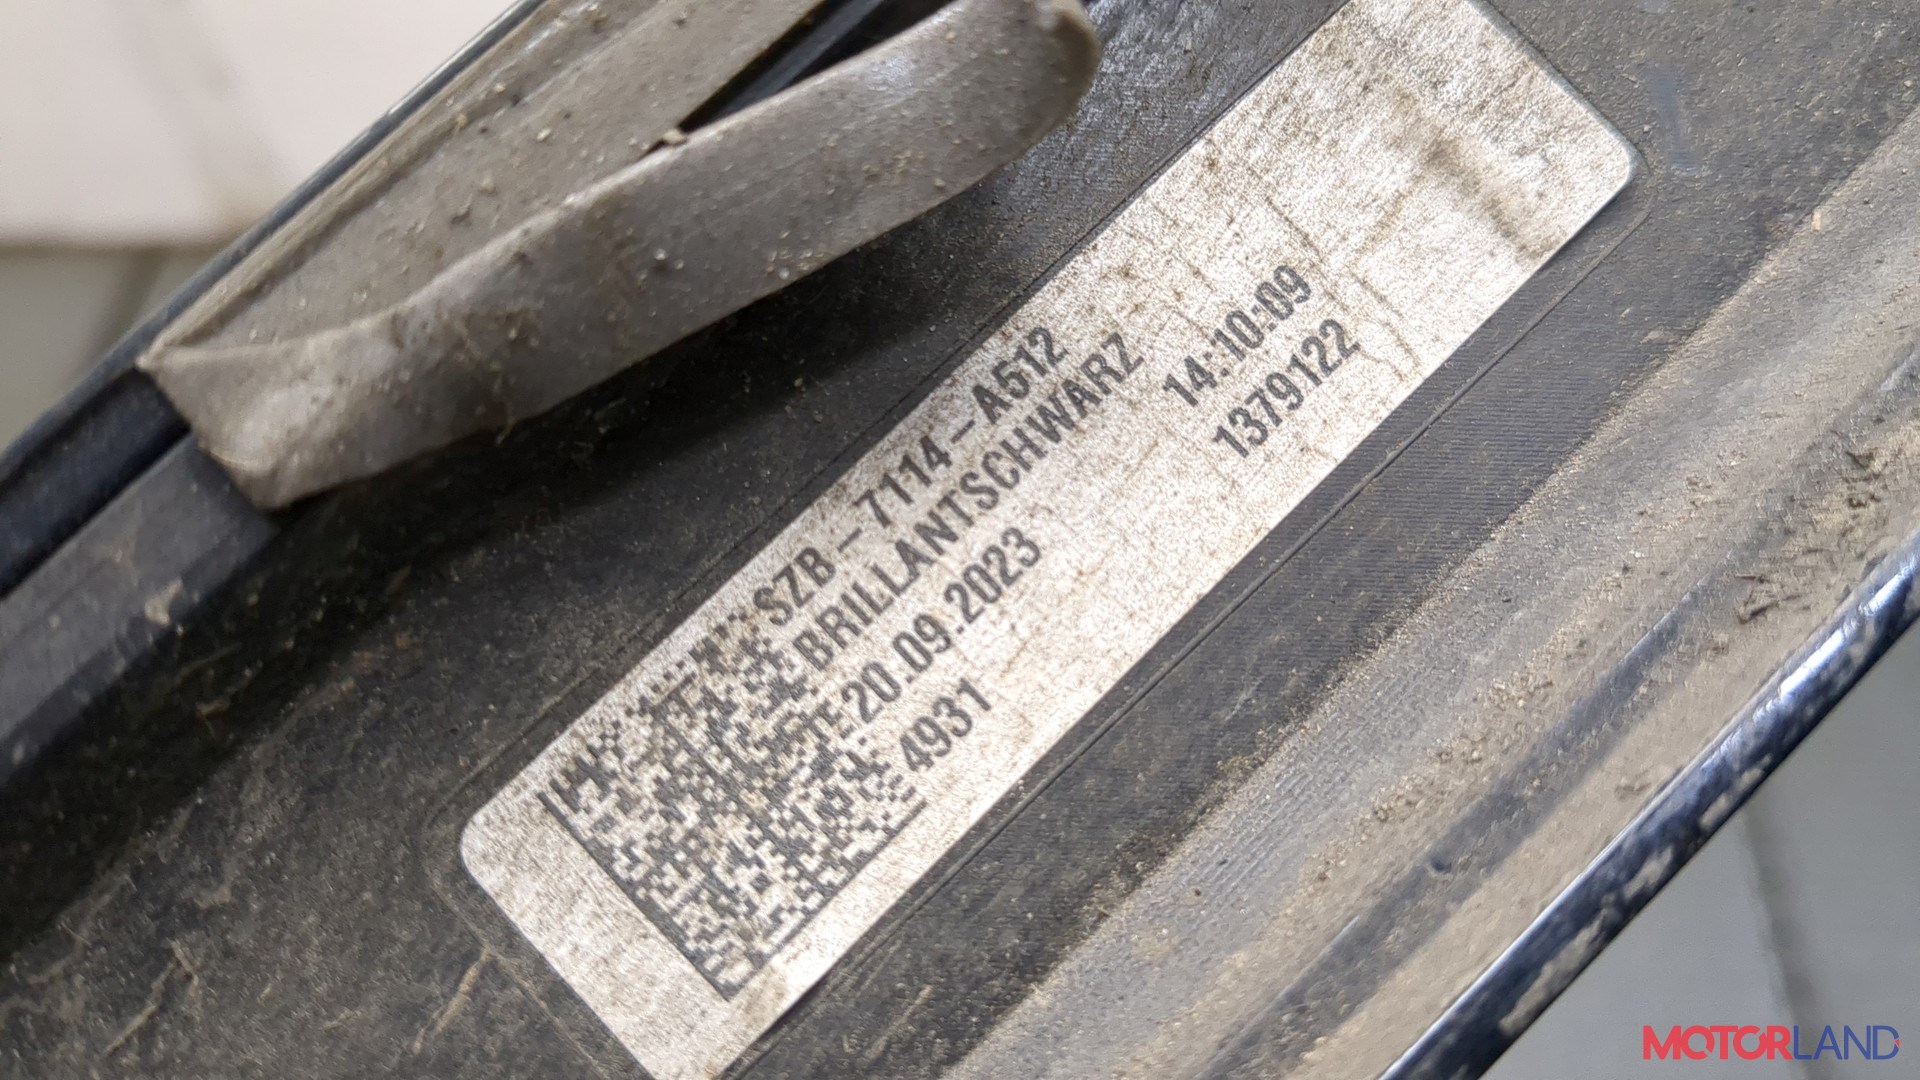 SZB-7114-A512
BRILLANTSCHWARZ
20.09.2023 14:10:09
4931 1379122
MOTORLAND